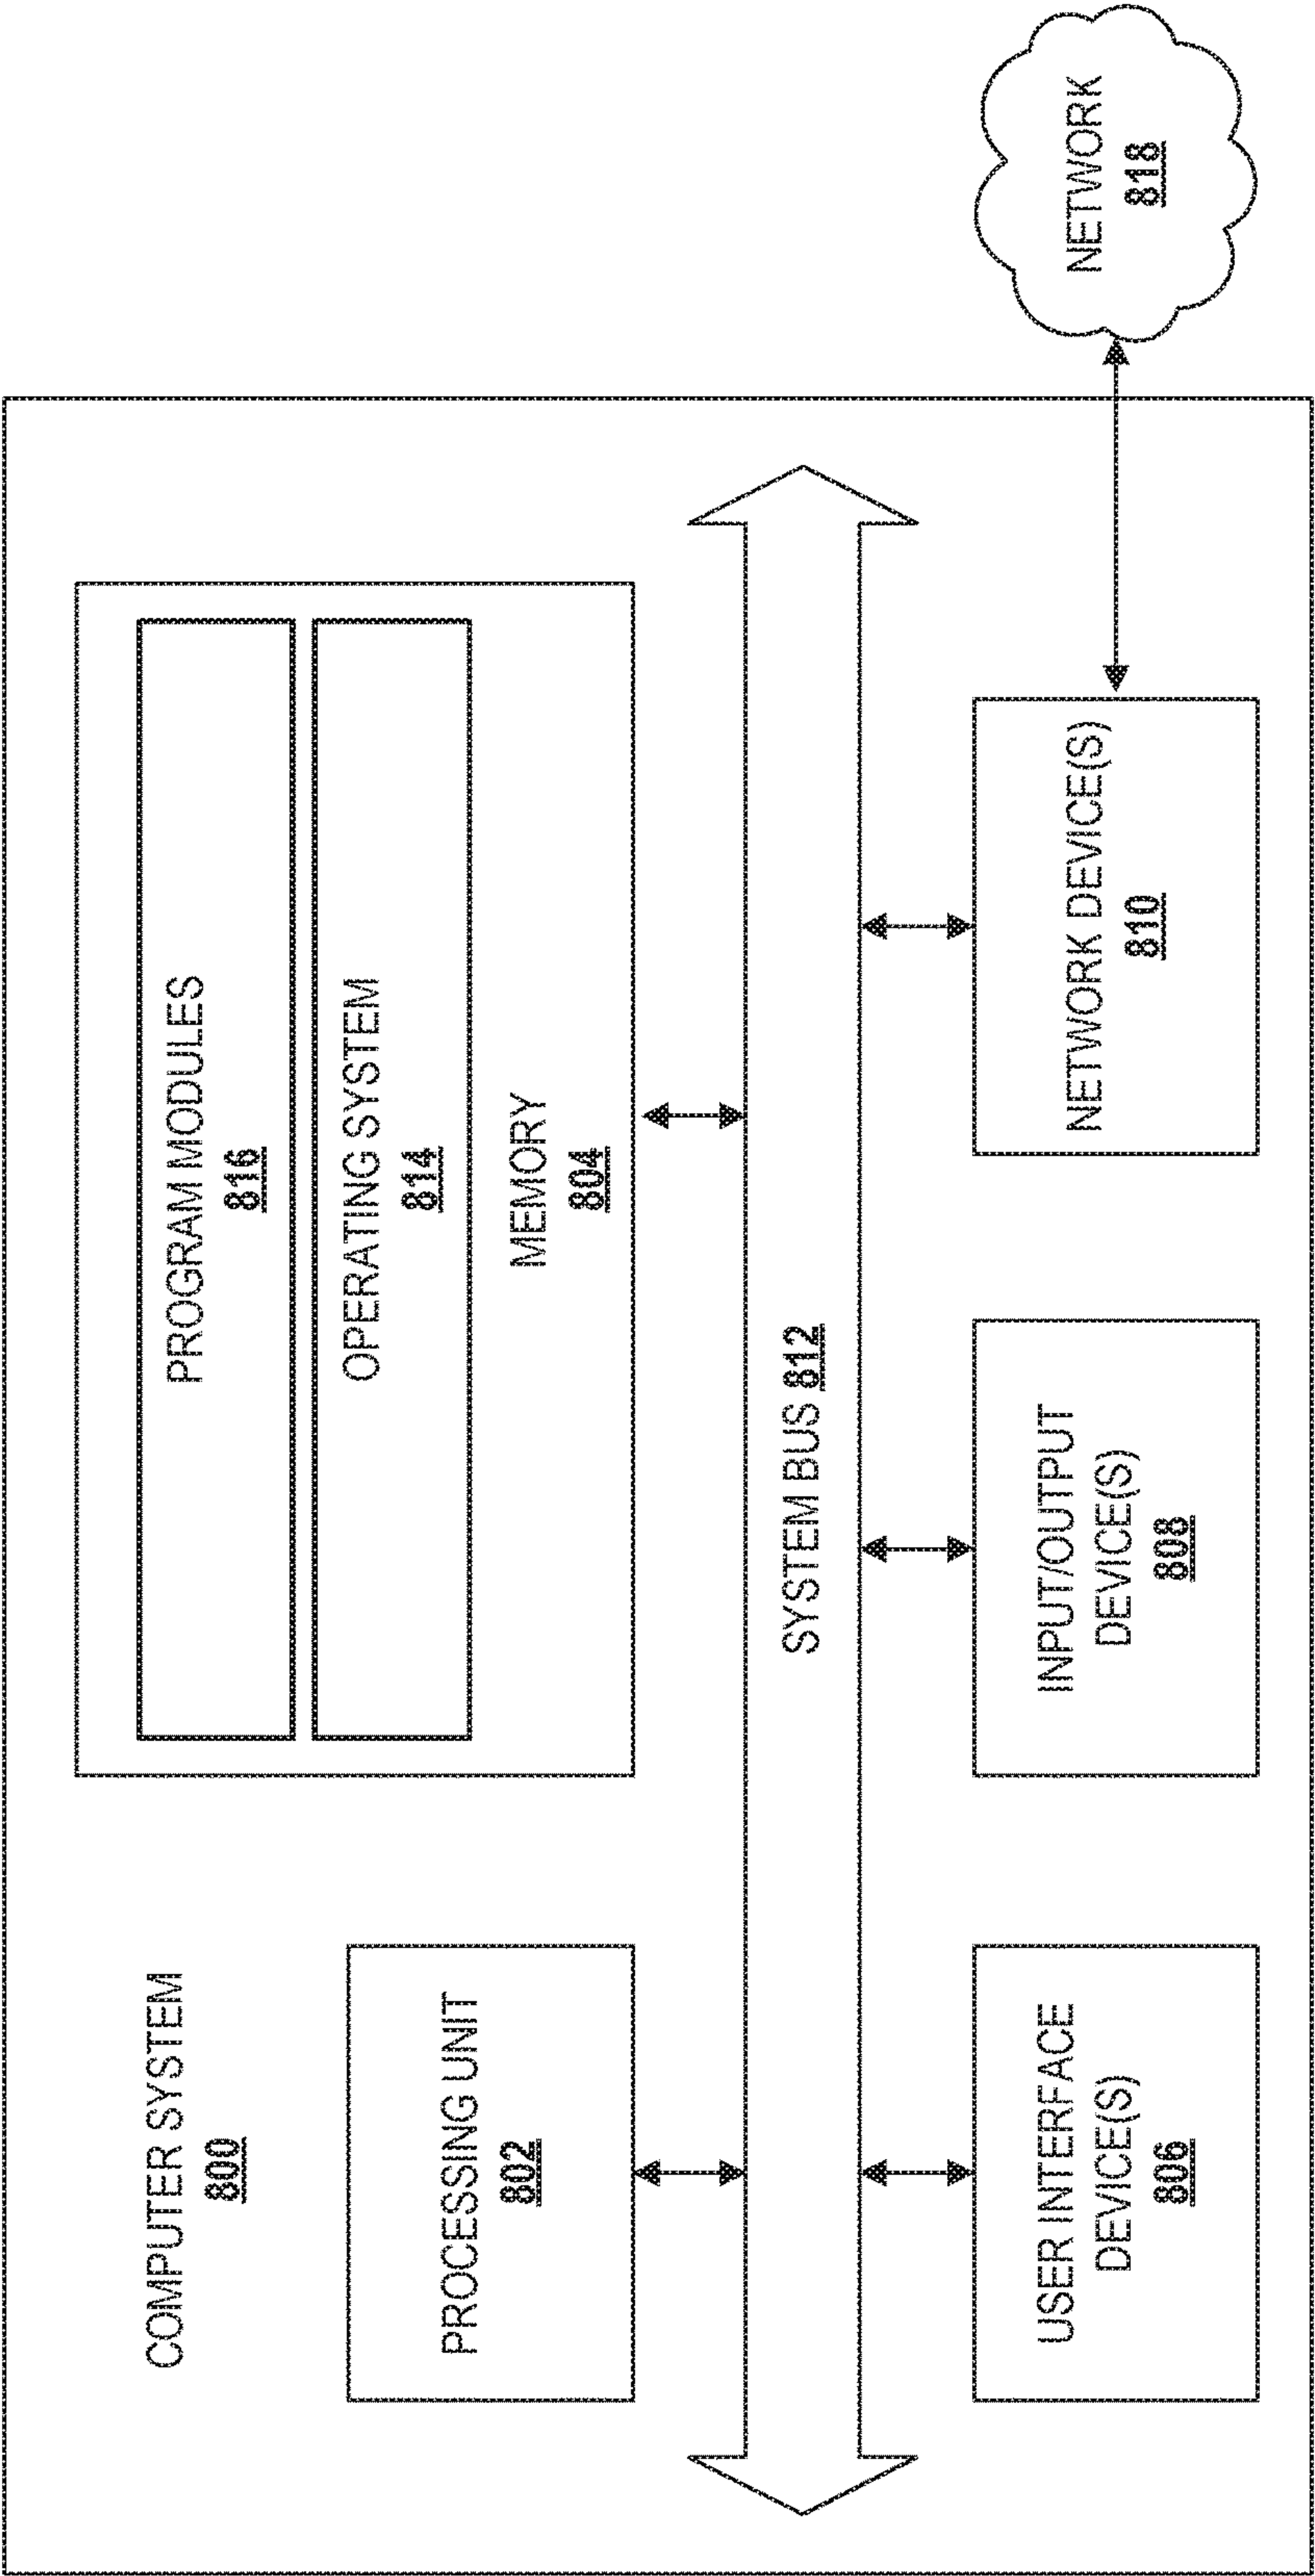 COMPUTER SYSTEM
800
PROCESSING UNIT
802
PROGRAM MODULES
816
OPERATING SYSTEM
814
MEMORY
804
SYSTEM BUS 812
USER INTERFACE
DEVICE(S)
806
INPUT/OUTPUT
DEVICE(S)
808
NETWORK DEVICE(S)
810
NETWORK
818